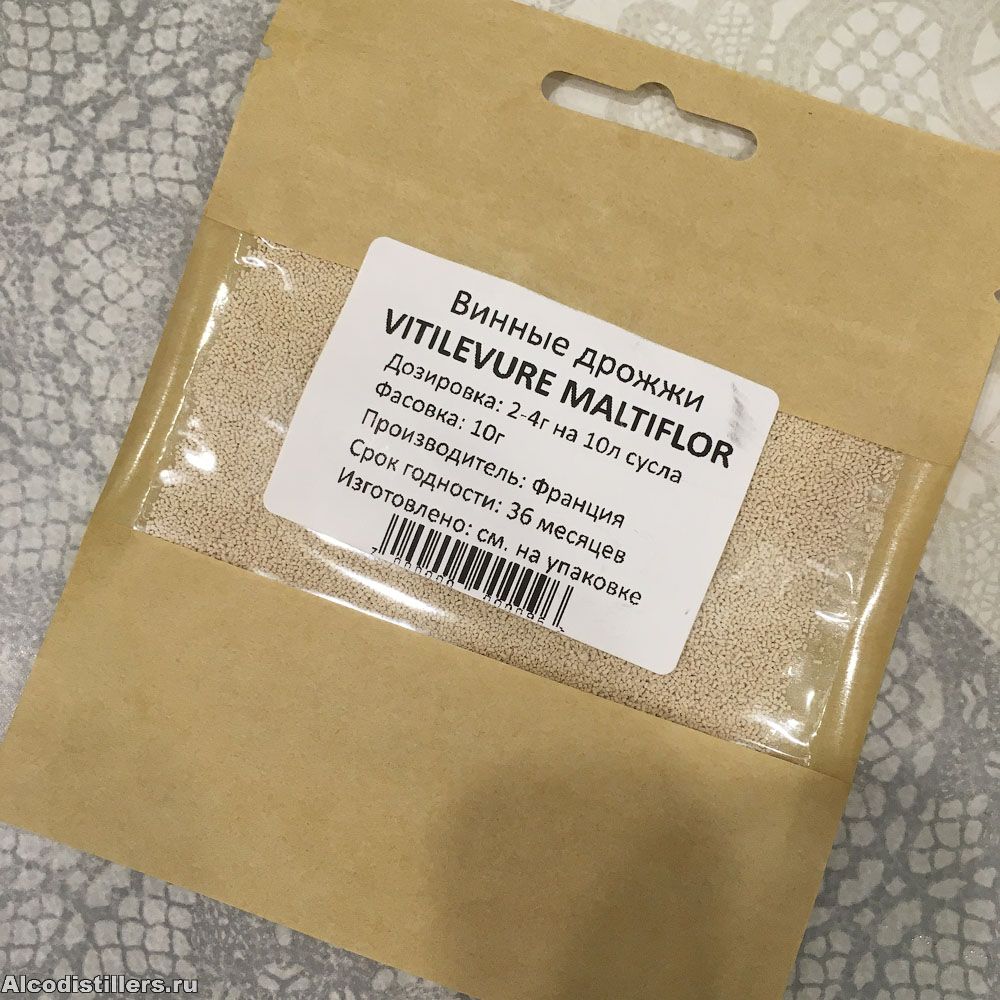 Винные дрожжи
VITILEVURE MALTIFLOR
Дозировка: 2-4г на 10л сусла
Фасовка: 10г
Производитель: Франция
Срок годности: 36 месяцев
Изготовлено: см. на упаковке
Alcodistillers.ru